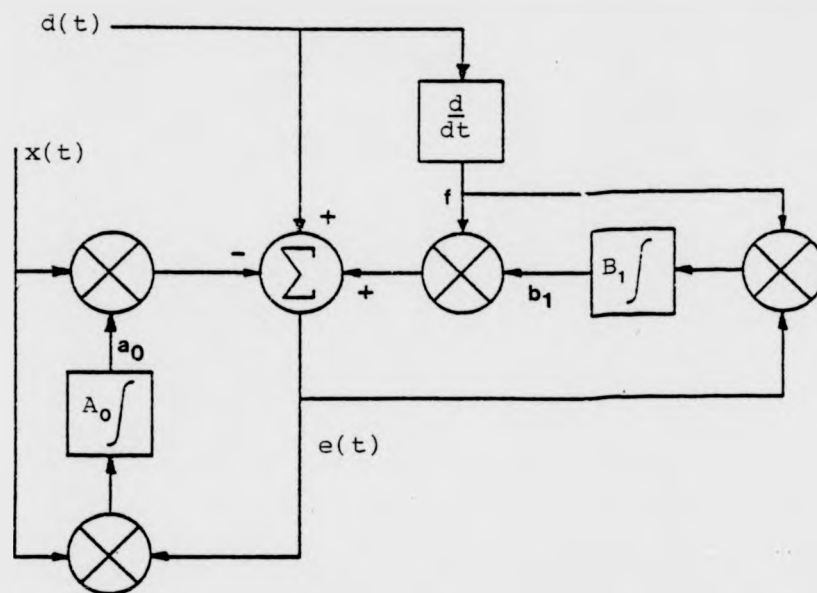 d(t)
d
dt
x(t)
f
+
-
Σ
+
B₁∫
b₁
a₀
A₀∫
e(t)